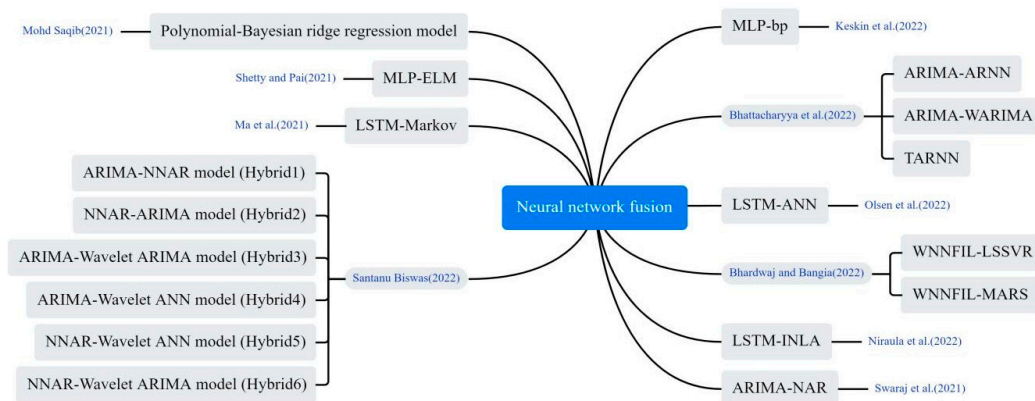 Mohd Saqib(2021)
Polynomial-Bayesian ridge regression model
Shetty and Pai(2021)
MLP-ELM
Ma et al.(2021)
LSTM-Markov
ARIMA-NNAR model (Hybrid1)
NNAR-ARIMA model (Hybrid2)
ARIMA-Wavelet ARIMA model (Hybrid3)
ARIMA-Wavelet ANN model (Hybrid4)
NNAR-Wavelet ANN model (Hybrid5)
NNAR-Wavelet ARIMA model (Hybrid6)
Santanu Biswas(2022)
Neural network fusion
MLP-bp
Keskin et al.(2022)
Bhattacharyya et al.(2022)
ARIMA-ARNN
ARIMA-WARIMA
TARNN
LSTM-ANN
Olsen et al.(2022)
Bhardwaj and Bangia(2022)
WNNFIL-LSSVR
WNNFIL-MARS
LSTM-INLA
Niraula et al.(2022)
ARIMA-NAR
Swaraj et al.(2021)